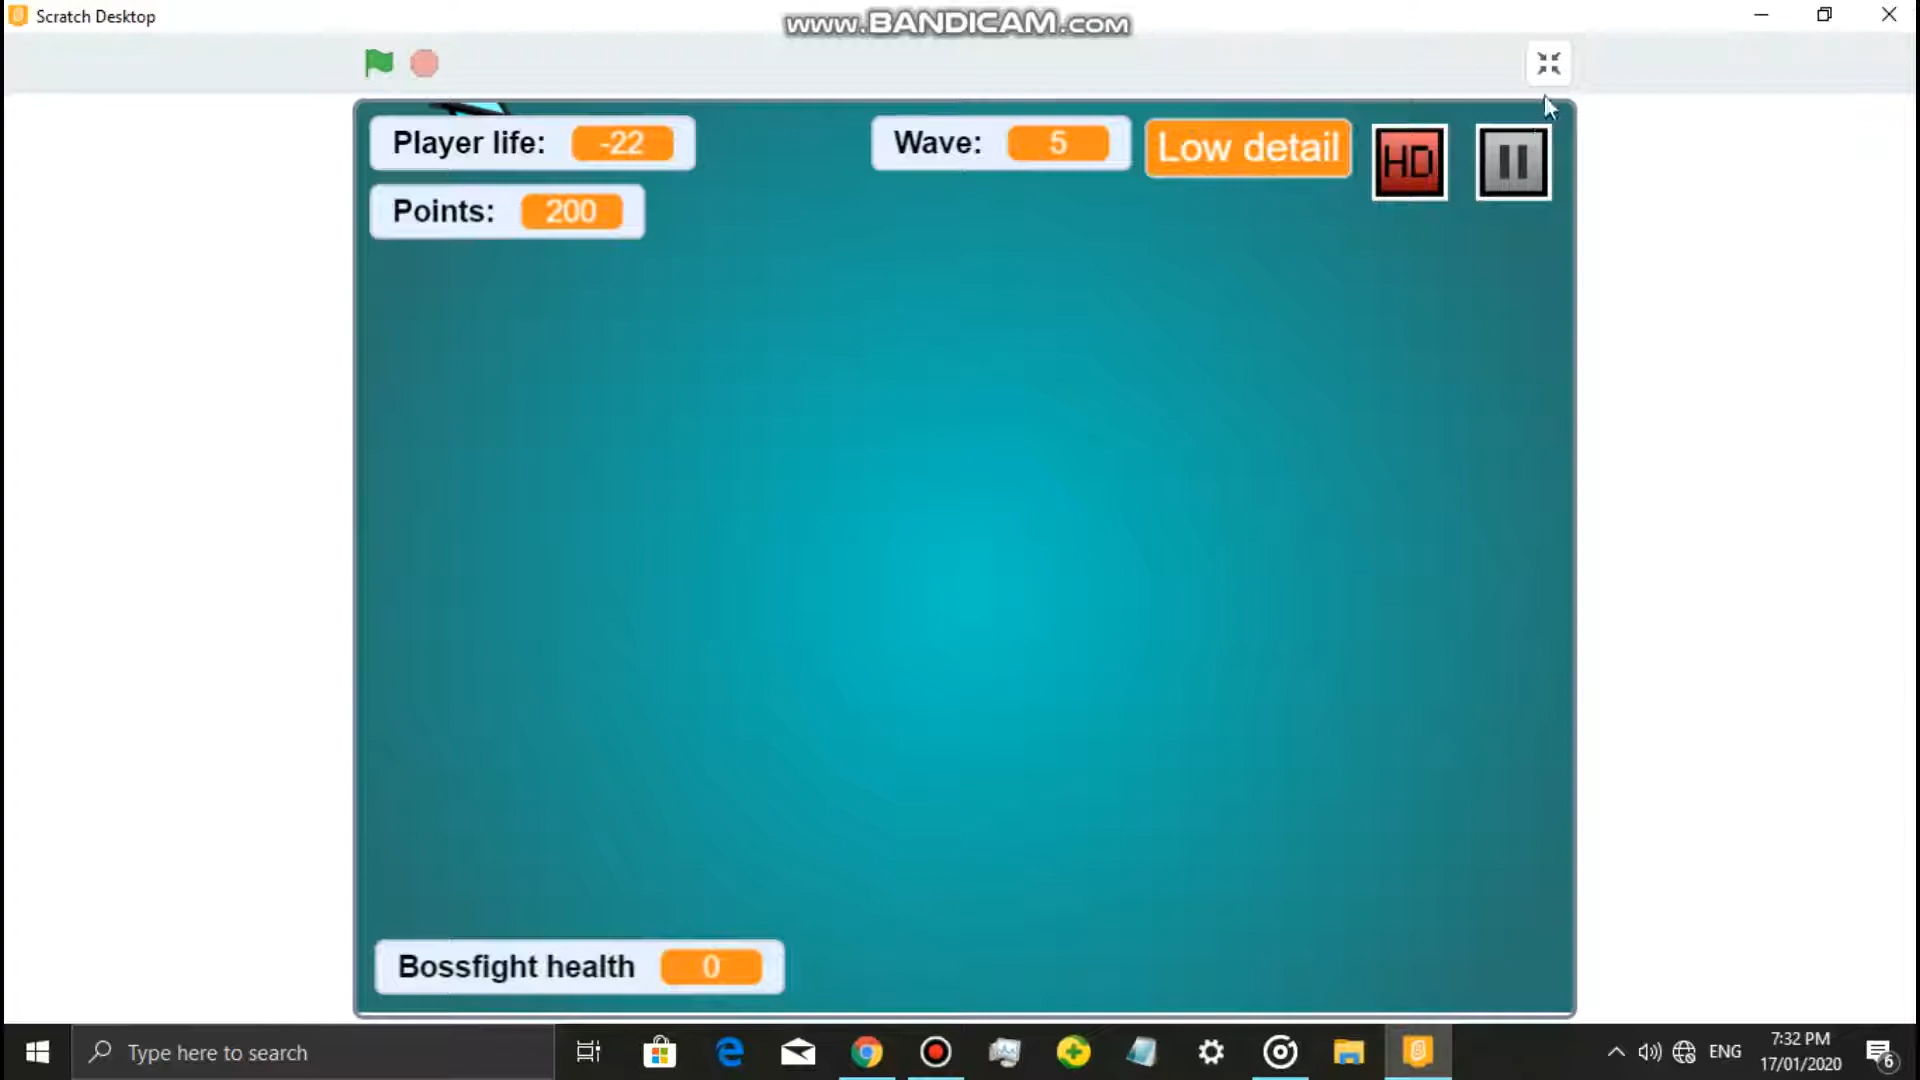 Scratch Desktop
www.BANDICAM.com
Player life: -22
Wave: 5
Low detail
HD
Points: 200
Bossfight health 0
Type here to search
ENG
7:32 PM
17/01/2020
6